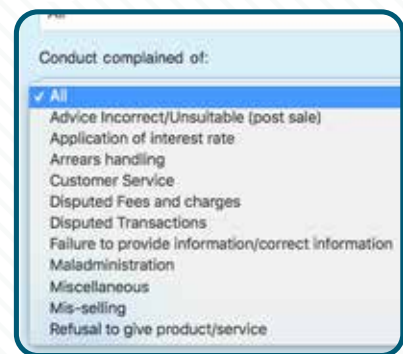 Conduct complained of:
✓ All
Advice Incorrect/Unsuitable (post sale)
Application of interest rate
Arrears handling
Customer Service
Disputed Fees and charges
Disputed Transactions
Failure to provide information/correct information
Maladministration
Miscellaneous
Mis-selling
Refusal to give product/service